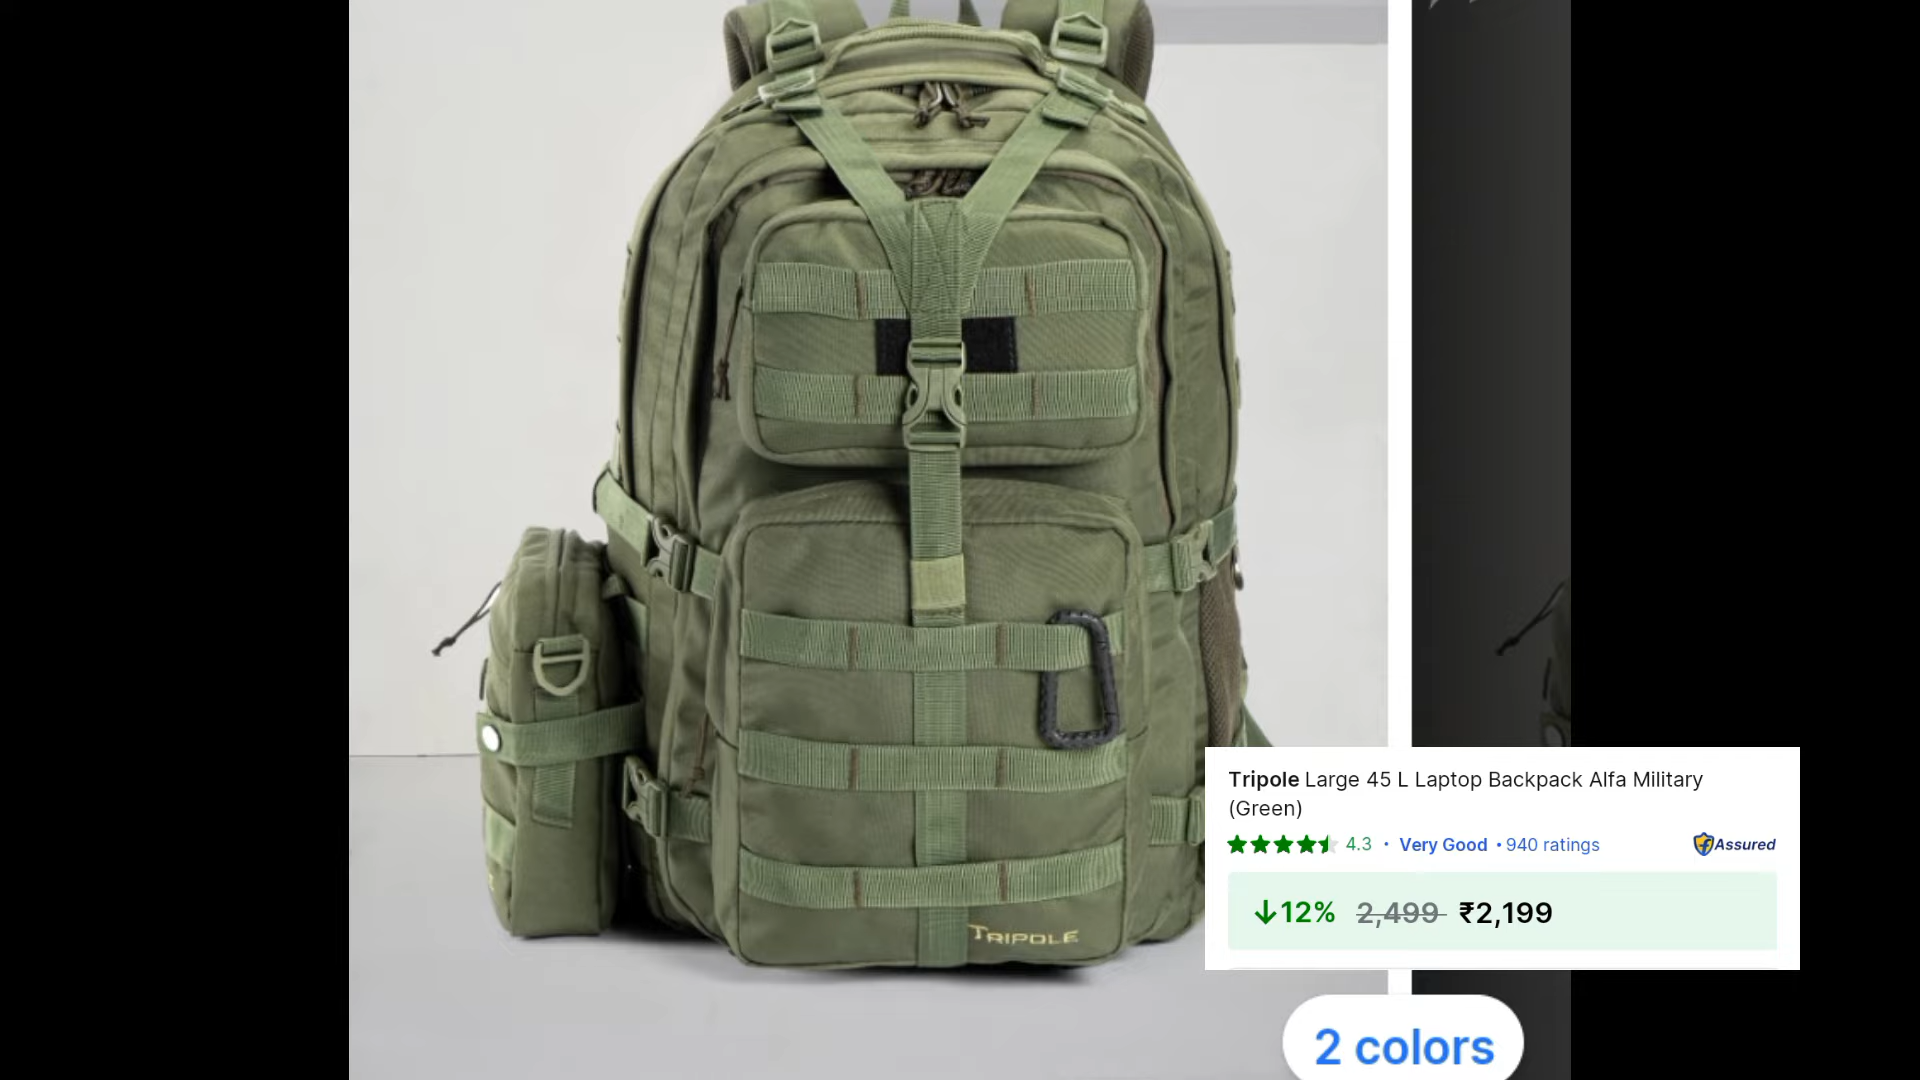 TRIPOLE
Tripole Large 45 L Laptop Backpack Alfa Military
(Green)
4.3 • Very Good • 940 ratings
Assured
↓12% 2,499 ₹2,199
2 colors